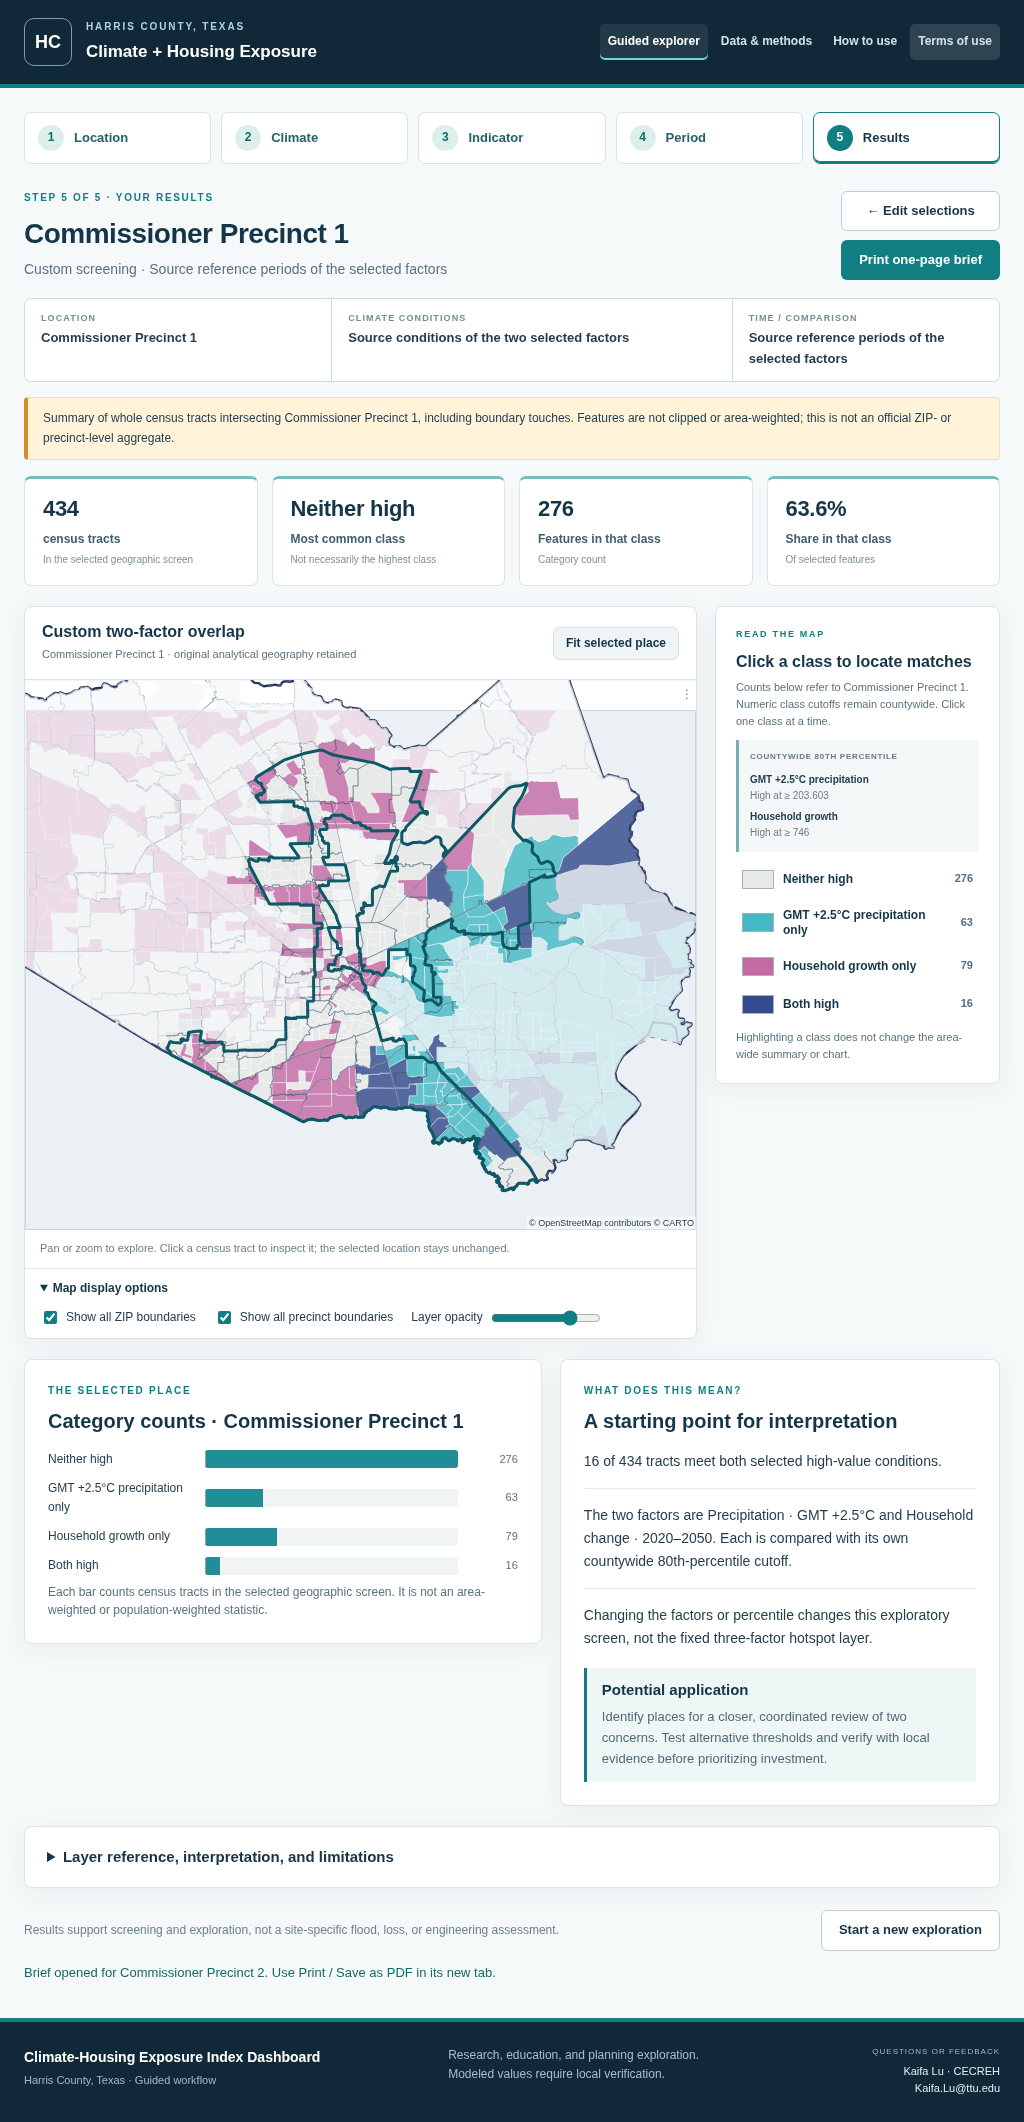 HC
HARRIS COUNTY, TEXAS
Climate + Housing Exposure
Guided explorer
Data & methods
How to use
Terms of use
1 Location
2 Climate
3 Indicator
4 Period
5 Results
STEP 5 OF 5 · YOUR RESULTS
Commissioner Precinct 1
Custom screening · Source reference periods of the selected factors
← Edit selections
Print one-page brief
LOCATION
Commissioner Precinct 1
CLIMATE CONDITIONS
Source conditions of the two selected factors
TIME / COMPARISON
Source reference periods of the
selected factors
Summary of whole census tracts intersecting Commissioner Precinct 1, including boundary touches. Features are not clipped or area-weighted; this is not an official ZIP- or
precinct-level aggregate.
434
census tracts
In the selected geographic screen
Neither high
Most common class
Not necessarily the highest class
276
Features in that class
Category count
63.6%
Share in that class
Of selected features
Custom two-factor overlap
Commissioner Precinct 1 · original analytical geography retained
Fit selected place
© OpenStreetMap contributors © CARTO
Pan or zoom to explore. Click a census tract to inspect it; the selected location stays unchanged.
▼ Map display options
Show all ZIP boundaries
Show all precinct boundaries
Layer opacity
READ THE MAP
Click a class to locate matches
Counts below refer to Commissioner Precinct 1.
Numeric class cutoffs remain countywide. Click
one class at a time.
COUNTYWIDE 80TH PERCENTILE
GMT +2.5°C precipitation
High at ≥ 203.603
Household growth
High at ≥ 746
Neither high 276
GMT +2.5°C precipitation
only 63
Household growth only 79
Both high 16
Highlighting a class does not change the area-
wide summary or chart.
THE SELECTED PLACE
Category counts · Commissioner Precinct 1
Neither high 276
GMT +2.5°C precipitation
only 63
Household growth only 79
Both high 16
Each bar counts census tracts in the selected geographic screen. It is not an area-
weighted or population-weighted statistic.
WHAT DOES THIS MEAN?
A starting point for interpretation
16 of 434 tracts meet both selected high-value conditions.
The two factors are Precipitation · GMT +2.5°C and Household
change · 2020–2050. Each is compared with its own
countywide 80th-percentile cutoff.
Changing the factors or percentile changes this exploratory
screen, not the fixed three-factor hotspot layer.
Potential application
Identify places for a closer, coordinated review of two
concerns. Test alternative thresholds and verify with local
evidence before prioritizing investment.
▶ Layer reference, interpretation, and limitations
Results support screening and exploration, not a site-specific flood, loss, or engineering assessment.
Start a new exploration
Brief opened for Commissioner Precinct 2. Use Print / Save as PDF in its new tab.
Climate-Housing Exposure Index Dashboard
Harris County, Texas · Guided workflow
Research, education, and planning exploration.
Modeled values require local verification.
QUESTIONS OR FEEDBACK
Kaifa Lu · CECREH
Kaifa.Lu@ttu.edu